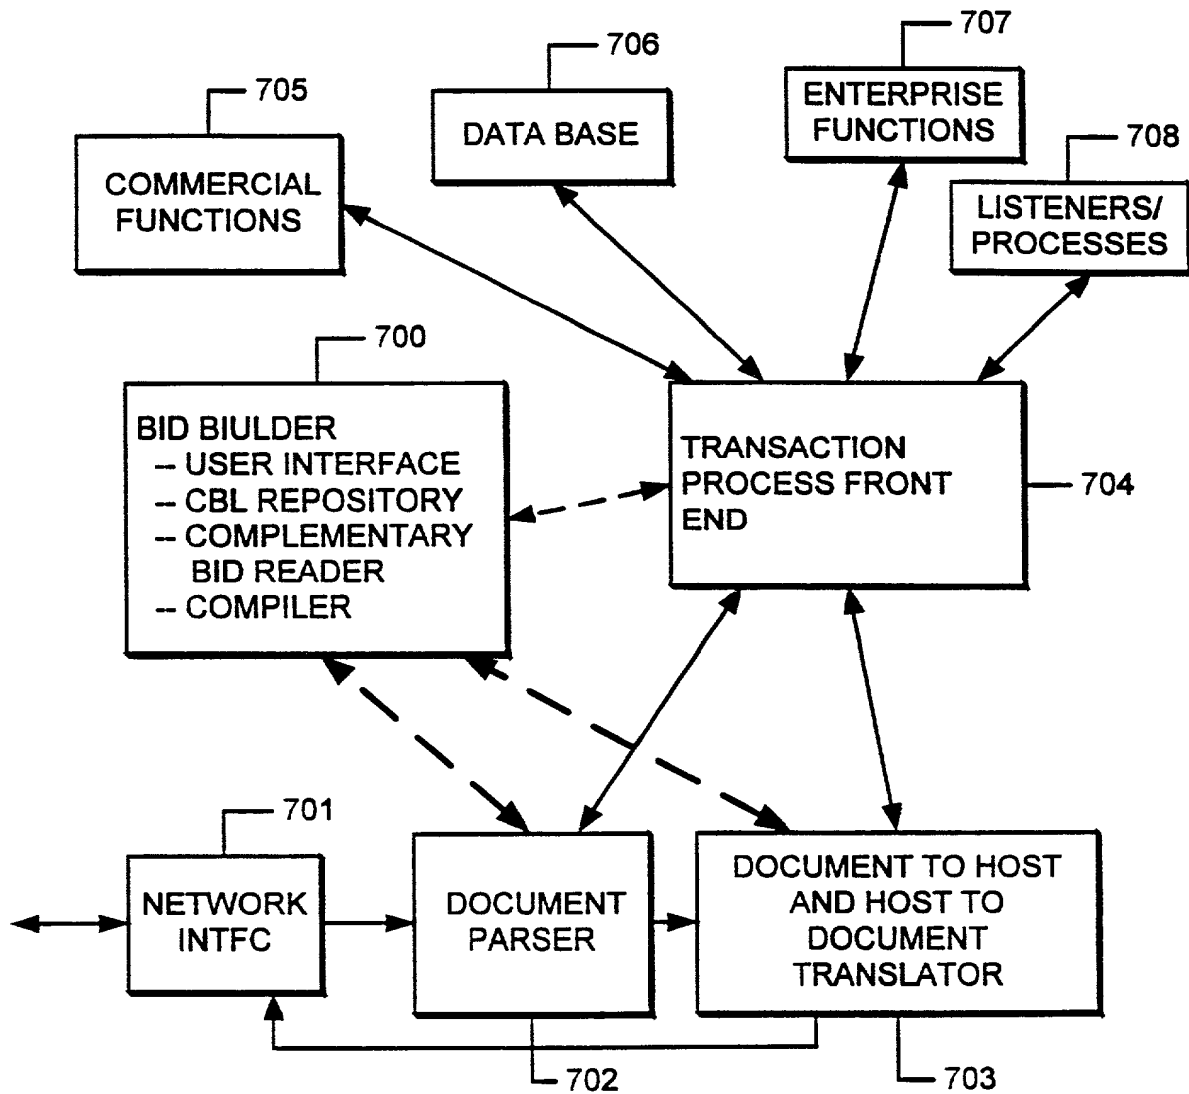 707
706
705
ENTERPRISE
FUNCTIONS
DATA BASE
708
COMMERCIAL
FUNCTIONS
LISTENERS/
PROCESSES
700
BID BIULDER
– USER INTERFACE
– CBL REPOSITORY
– COMPLEMENTARY
BID READER
– COMPILER
TRANSACTION
PROCESS FRONT
END
704
701
NETWORK
INTFC
DOCUMENT
PARSER
DOCUMENT TO HOST
AND HOST TO
DOCUMENT
TRANSLATOR
702
703